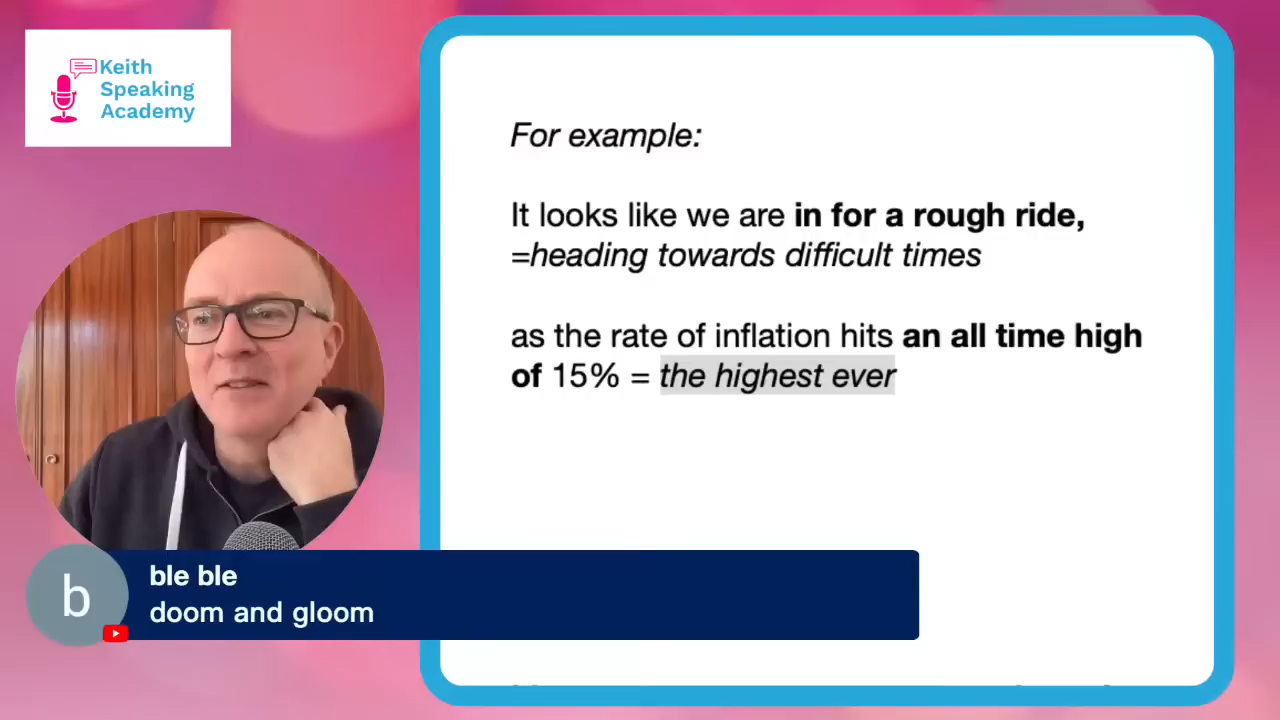 Keith
Speaking
Academy
For example:
It looks like we are in for a rough ride,
=heading towards difficult times
as the rate of inflation hits an all time high
of 15% = the highest ever
b
ble ble
doom and gloom